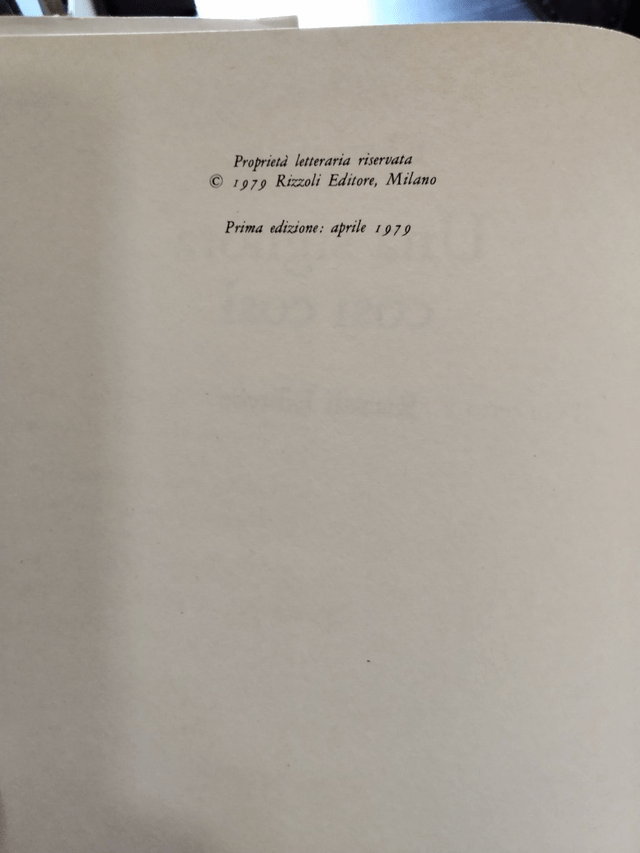 Proprietà letteraria riservata
© 1979 Rizzoli Editore, Milano
Prima edizione: aprile 1979